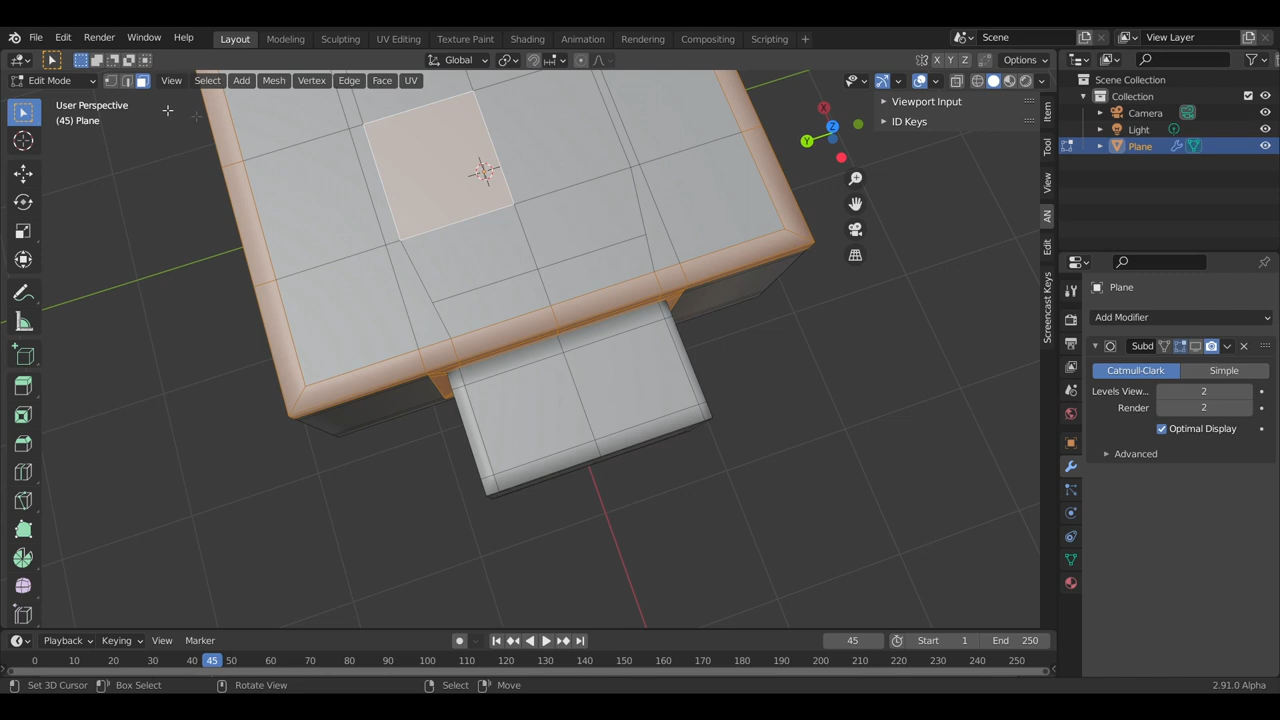 File Edit Render Window Help Layout Modeling Sculpting UV Editing Texture Paint Shading Animation Rendering Compositing Scripting Scene View Layer
Global X Y Z Options
Edit Mode View Select Add Mesh Vertex Edge Face UV
User Perspective
(45) Plane
Viewport Input
ID Keys
X
Y
Z
Item
Tool
View
AN
Edit
Screencast Keys
Scene Collection
Collection
Camera
Light
Plane
Plane
Add Modifier
Subd
Catmull-Clark Simple
Levels View... 2
Render 2
Optimal Display
Advanced
Playback Keying View Marker 45 Start 1 End 250
0 10 20 30 40 45 50 60 70 80 90 100 110 120 130 140 150 160 170 180 190 200 210 220 230 240 250
Set 3D Cursor Box Select Rotate View Select Move 2.91.0 Alpha